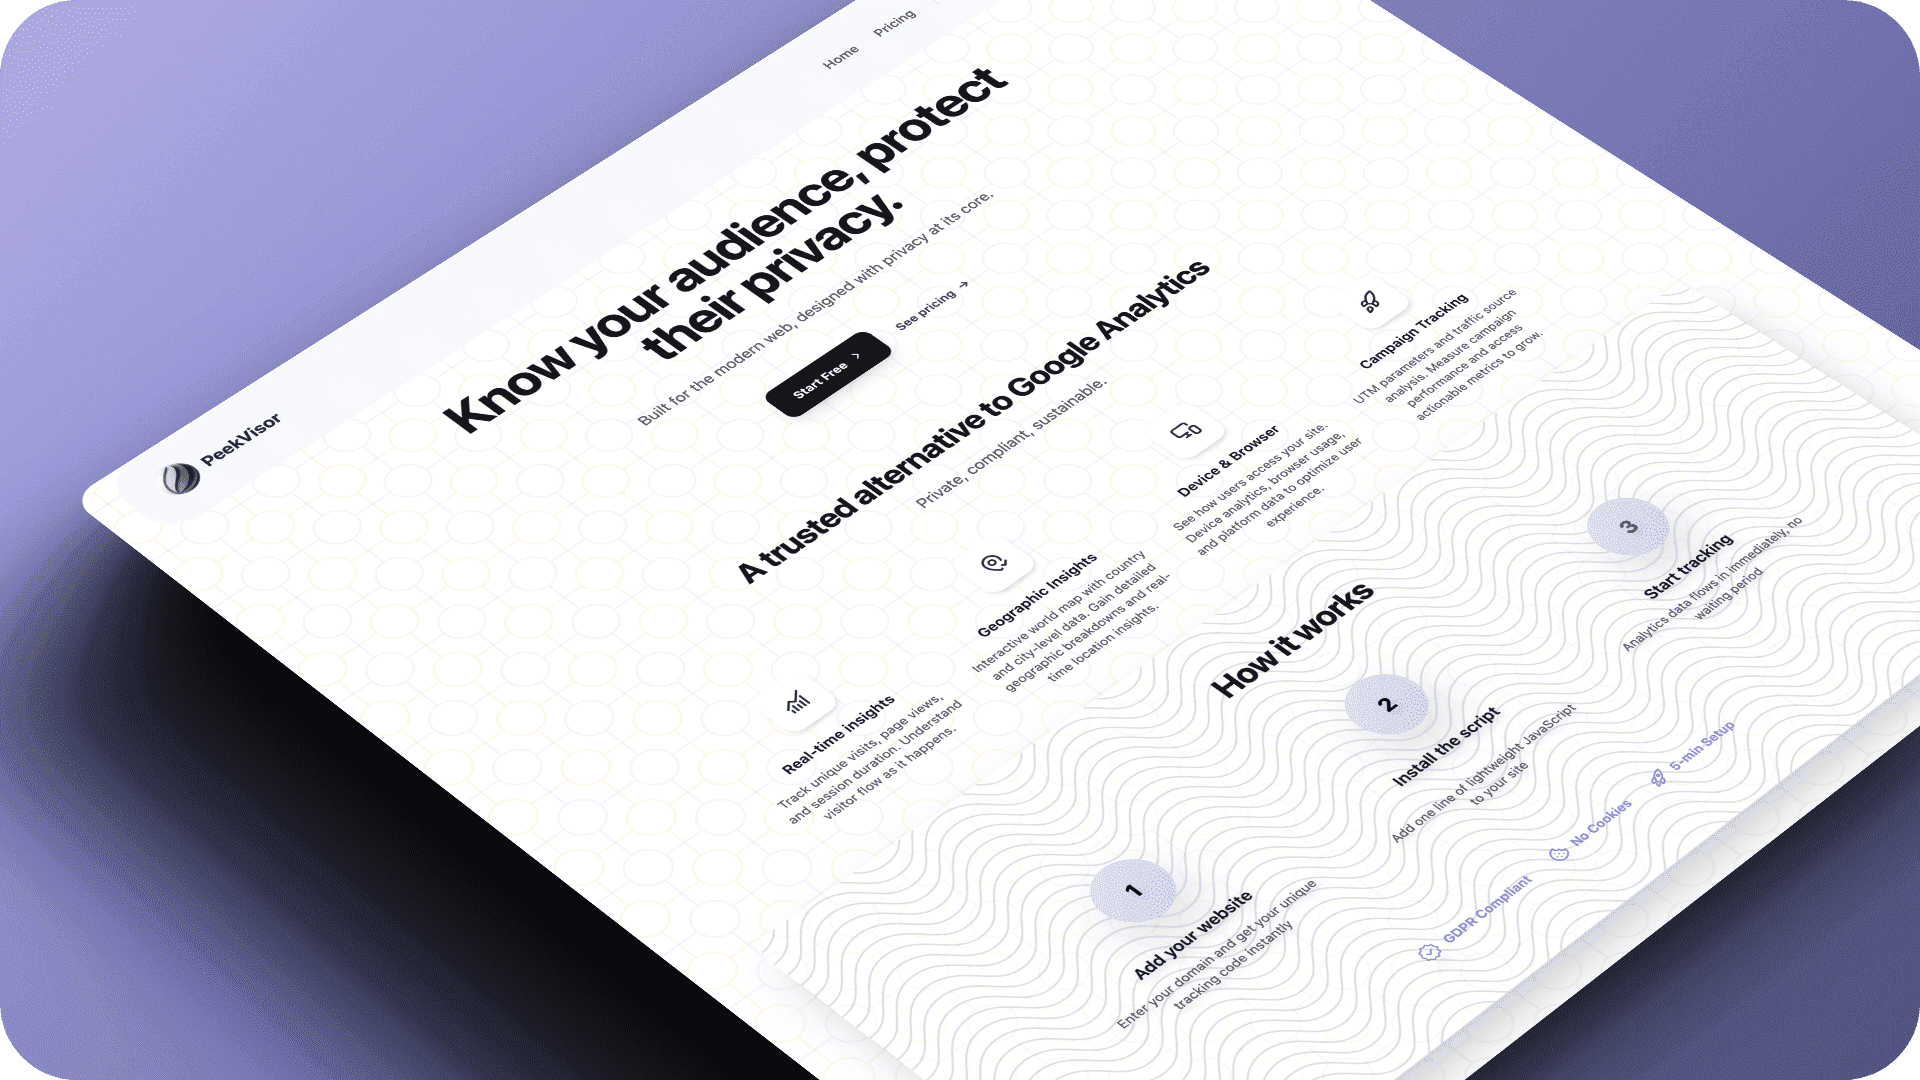 PeekVisor
Home
Pricing
Know your audience, protect
their privacy.
Built for the modern web, designed with privacy at its core.
Start Free
See pricing →
A trusted alternative to Google Analytics
Private, compliant, sustainable.
Real-time insights
Track unique visits, page views,
and session duration. Understand
visitor flow as it happens.
Geographic Insights
Interactive world map with country
and city-level data. Gain detailed
geographic breakdowns and real-
time location insights.
Device & Browser
See how users access your site.
Device analytics, browser usage,
and platform data to optimize user
experience.
Campaign Tracking
UTM parameters and traffic source
analysis. Measure campaign
performance and access
actionable metrics to grow.
How it works
1
Add your website
Enter your domain and get your unique
tracking code instantly
2
Install the script
Add one line of lightweight JavaScript
to your site
3
Start tracking
Analytics data flows in immediately, no
waiting period
GDPR Compliant
No Cookies
5-min Setup